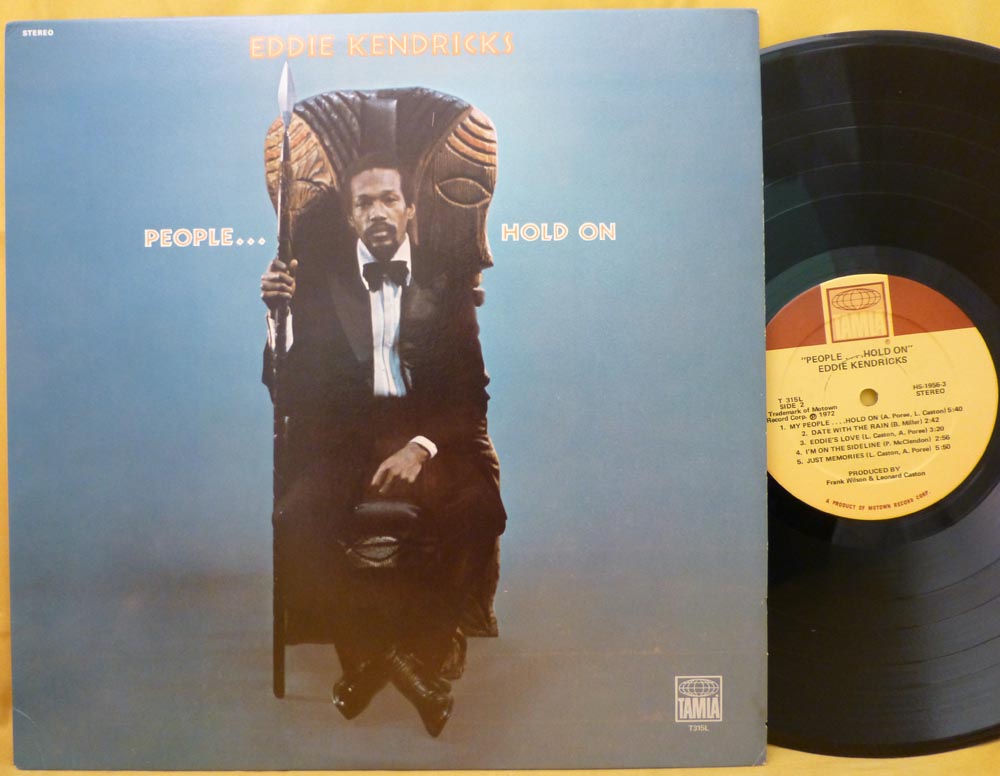 STEREO
EDDIE KENDRICKS
PEOPLE... HOLD ON
TAMLA
T315L
TAMLA
®
"PEOPLE ....HOLD ON"
EDDIE KENDRICKS
T 315L
SIDE 2
HS-1956-3
STEREO
Trademark of Motown
Record Corp. ℗ 1972
1. MY PEOPLE ....HOLD ON (A. Poree, L. Caston) 5:40
2. DATE WITH THE RAIN (B. Miller) 2:42
3. EDDIE'S LOVE (L. Caston, A. Poree) 3:20
4. I'M ON THE SIDELINE (P. McClendon) 2:56
5. JUST MEMORIES (L. Caston, A. Poree) 5:50
PRODUCED BY
Frank Wilson & Leonard Caston
A PRODUCT OF MOTOWN RECORD CORP.